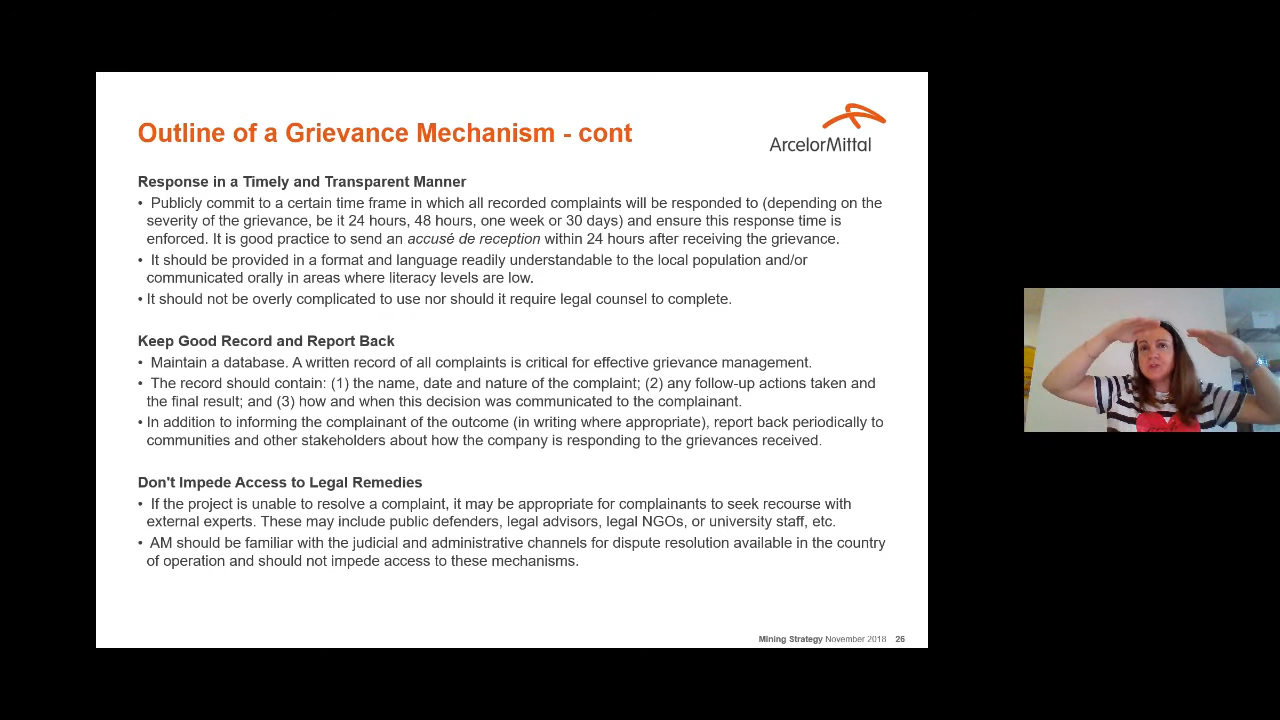 Outline of a Grievance Mechanism - cont
ArcelorMittal
Response in a Timely and Transparent Manner
• Publicly commit to a certain time frame in which all recorded complaints will be responded to (depending on the
severity of the grievance, be it 24 hours, 48 hours, one week or 30 days) and ensure this response time is
enforced. It is good practice to send an accusé de reception within 24 hours after receiving the grievance.
• It should be provided in a format and language readily understandable to the local population and/or
communicated orally in areas where literacy levels are low.
• It should not be overly complicated to use nor should it require legal counsel to complete.
Keep Good Record and Report Back
• Maintain a database. A written record of all complaints is critical for effective grievance management.
• The record should contain: (1) the name, date and nature of the complaint; (2) any follow-up actions taken and
the final result; and (3) how and when this decision was communicated to the complainant.
• In addition to informing the complainant of the outcome (in writing where appropriate), report back periodically to
communities and other stakeholders about how the company is responding to the grievances received.
Don't Impede Access to Legal Remedies
• If the project is unable to resolve a complaint, it may be appropriate for complainants to seek recourse with
external experts. These may include public defenders, legal advisors, legal NGOs, or university staff, etc.
• AM should be familiar with the judicial and administrative channels for dispute resolution available in the country
of operation and should not impede access to these mechanisms.
Mining Strategy November 2018 26